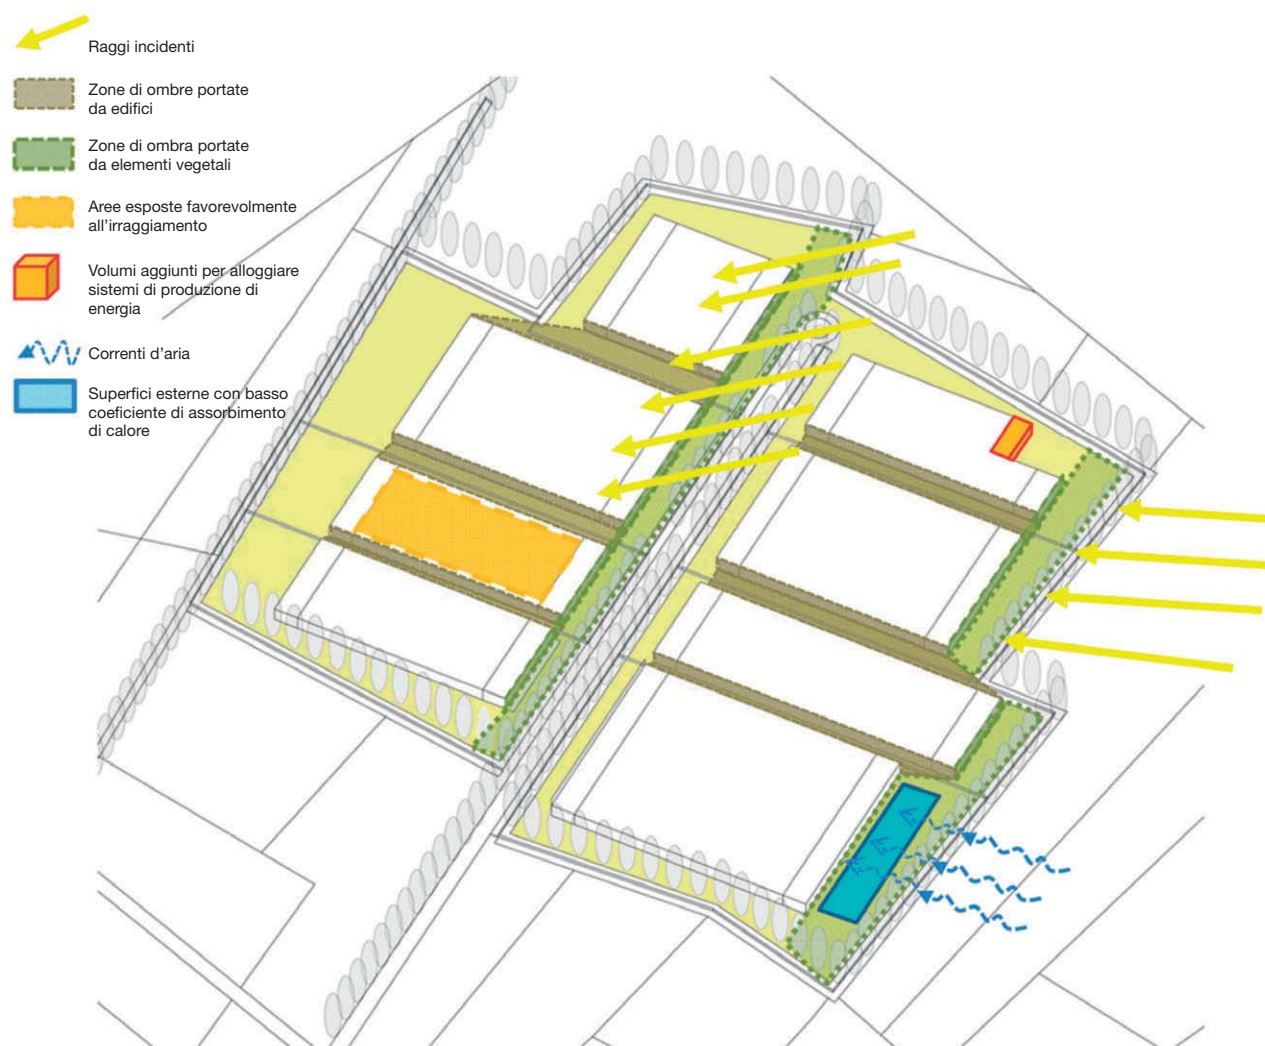 Raggi incidenti
Zone di ombre portate
da edifici
Zone di ombra portate
da elementi vegetali
Aree esposte favorevolmente
all'irraggiamento
Volumi aggiunti per alloggiare
sistemi di produzione di
energia
Correnti d'aria
Superfici esterne con basso
coeficiente di assorbimento
di calore